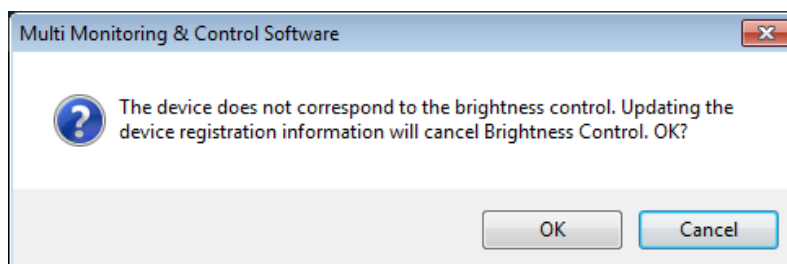 Multi Monitoring & Control Software
The device does not correspond to the brightness control. Updating the
device registration information will cancel Brightness Control. OK?
OK
Cancel